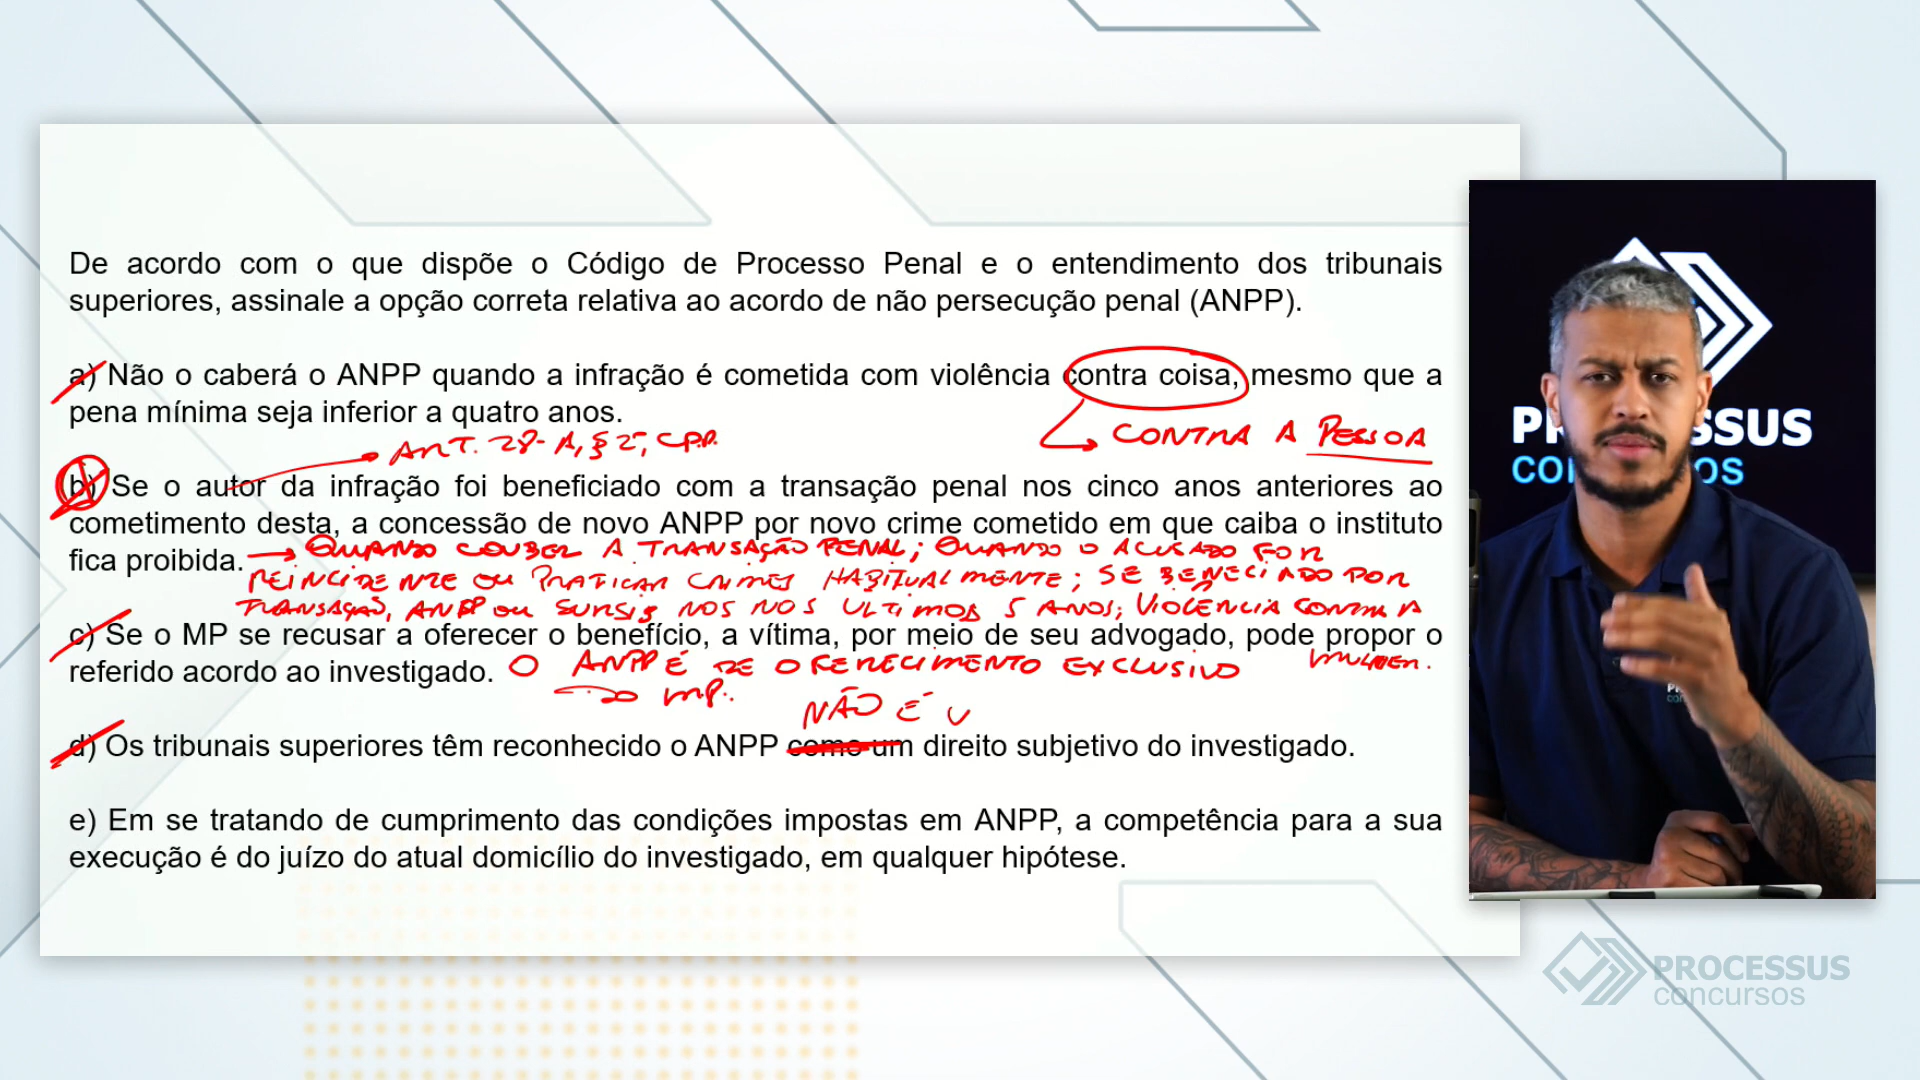 De acordo com o que dispõe o Código de Processo Penal e o entendimento dos tribunais
superiores, assinale a opção correta relativa ao acordo de não persecução penal (ANPP).
a) Não o caberá o ANPP quando a infração é cometida com violência contra coisa, mesmo que a
pena mínima seja inferior a quatro anos.
ART. 28-A, § 2º, CPP.
CONTRA A PESSOA
b) Se o autor da infração foi beneficiado com a transação penal nos cinco anos anteriores ao
cometimento desta, a concessão de novo ANPP por novo crime cometido em que caiba o instituto
fica proibida.
QUANDO COUBER A TRANSAÇÃO PENAL; QUANDO O ACUSADO FOR
REINCIDENTE OU PRATICAR CRIMES HABITUALMENTE; SE BENECIADO POR
TRANSAÇÃO, ANPP OU SURSIS NOS NOS ULTIMOS 5 ANOS; VIOLÊNCIA CONTRA A
MULHER.
c) Se o MP se recusar a oferecer o benefício, a vítima, por meio de seu advogado, pode propor o
referido acordo ao investigado.
O ANPP É DE OFERECIMENTO EXCLUSIVO
DO MP.
NÃO É U
d) Os tribunais superiores têm reconhecido o ANPP como um direito subjetivo do investigado.
e) Em se tratando de cumprimento das condições impostas em ANPP, a competência para a sua
execução é do juízo do atual domicílio do investigado, em qualquer hipótese.
PROCESSUS
concursos